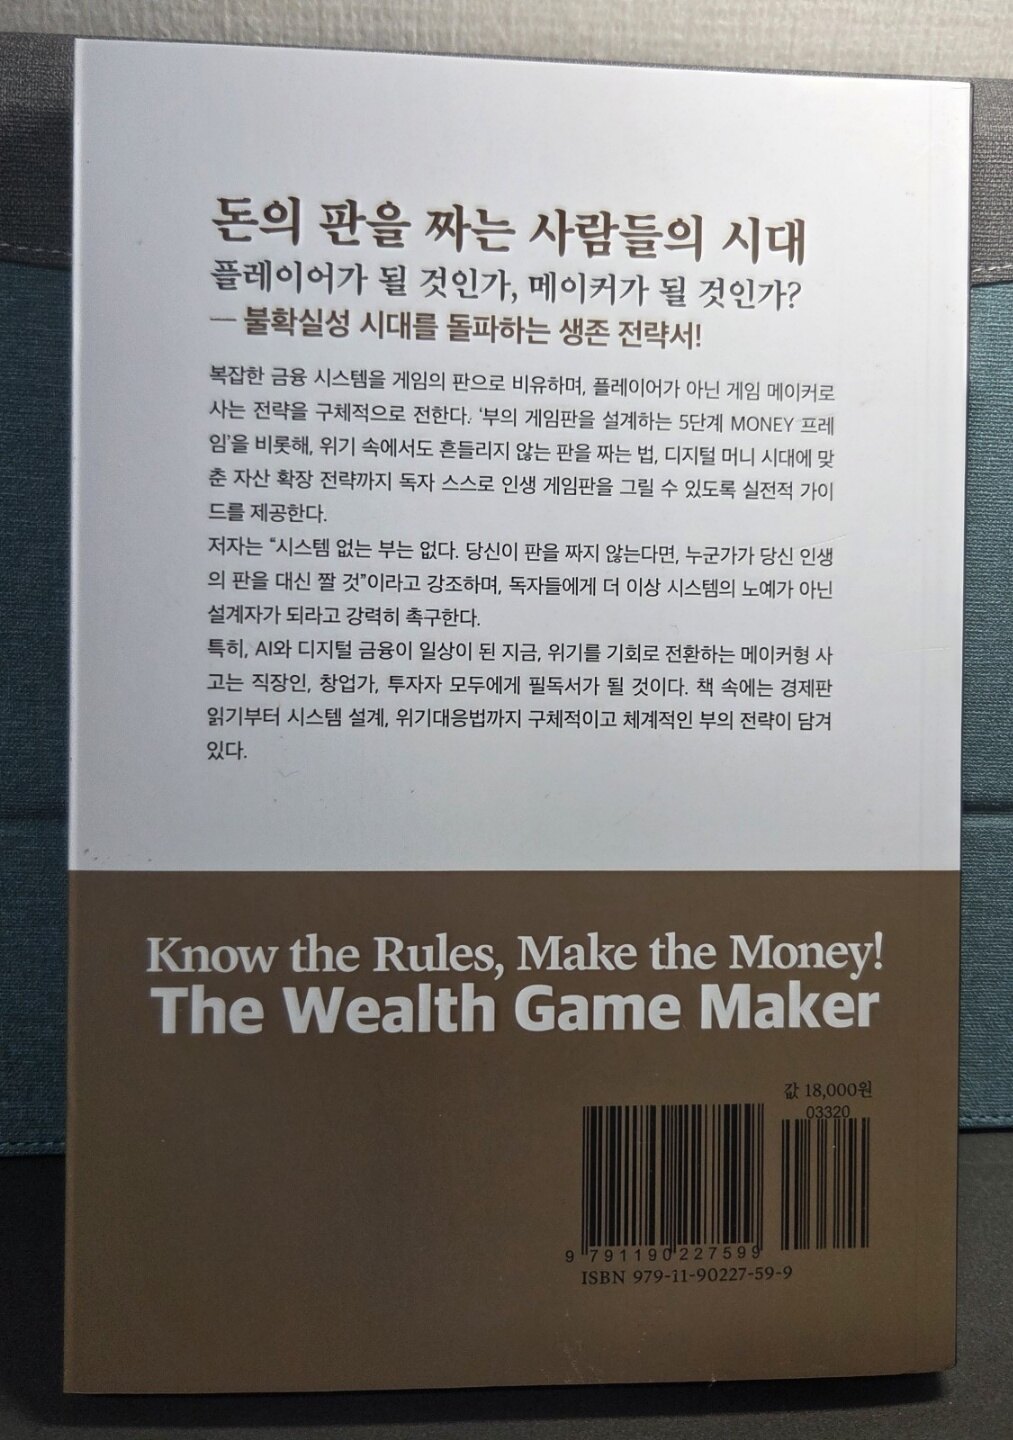 돈의 판을 짜는 사람들의 시대
플레이어가 될 것인가, 메이커가 될 것인가?
— 불확실성 시대를 돌파하는 생존 전략서!
복잡한 금융 시스템을 게임의 판으로 비유하며, 플레이어가 아닌 게임 메이커로
사는 전략을 구체적으로 전한다. ‘부의 게임판을 설계하는 5단계 MONEY 프레
임’을 비롯해, 위기 속에서도 흔들리지 않는 판을 짜는 법, 디지털 머니 시대에 맞
춘 자산 확장 전략까지 독자 스스로 인생 게임판을 그릴 수 있도록 실전적 가이
드를 제공한다.
저자는 “시스템 없는 부는 없다. 당신이 판을 짜지 않는다면, 누군가가 당신 인생
의 판을 대신 짤 것”이라고 강조하며, 독자들에게 더 이상 시스템의 노예가 아닌
설계자가 되라고 강력히 촉구한다.
특히, AI와 디지털 금융이 일상이 된 지금, 위기를 기회로 전환하는 메이커형 사
고는 직장인, 창업가, 투자자 모두에게 필독서가 될 것이다. 책 속에는 경제판
읽기부터 시스템 설계, 위기대응법까지 구체적이고 체계적인 부의 전략이 담겨
있다.
Know the Rules, Make the Money!
The Wealth Game Maker
값 18,000원
03320
9 791190 227599
ISBN 979-11-90227-59-9